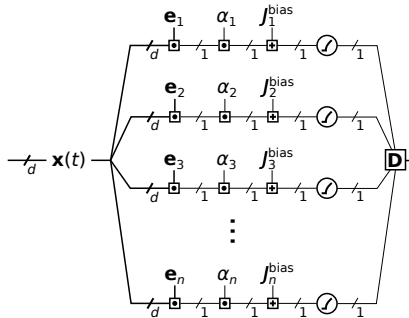 e₁ α₁ J₁ᵇⁱᵃˢ
d 1 1 1 1
e₂ α₂ J₂ᵇⁱᵃˢ
d 1 1 1 1
e₃ α₃ J₃ᵇⁱᵃˢ
d x(t) D
d 1 1 1 1
⋮
eₙ αₙ Jₙᵇⁱᵃˢ
d 1 1 1 1